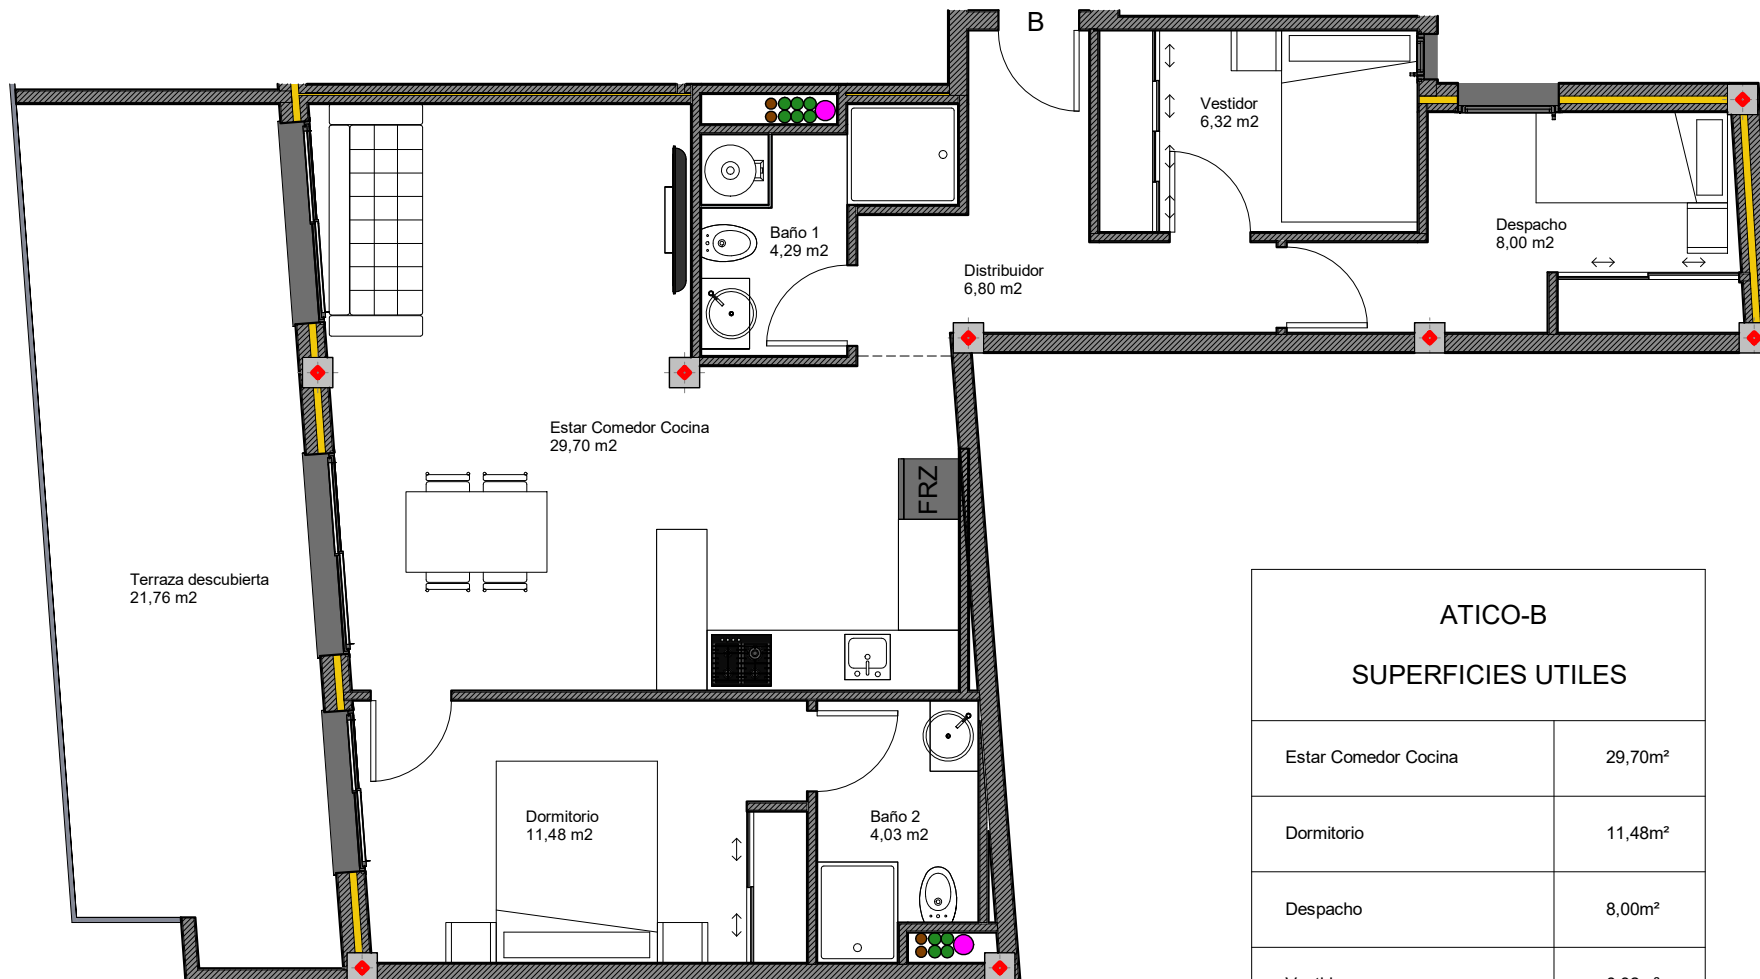 B
Vestidor
6,32 m2
Despacho
8,00 m2
Baño 1
4,29 m2
Distribuidor
6,80 m2
Estar Comedor Cocina
29,70 m2
FRZ
Terraza descubierta
21,76 m2
Dormitorio
11,48 m2
Baño 2
4,03 m2
ATICO-B
SUPERFICIES UTILES
Estar Comedor Cocina 29,70m²
Dormitorio 11,48m²
Despacho 8,00m²